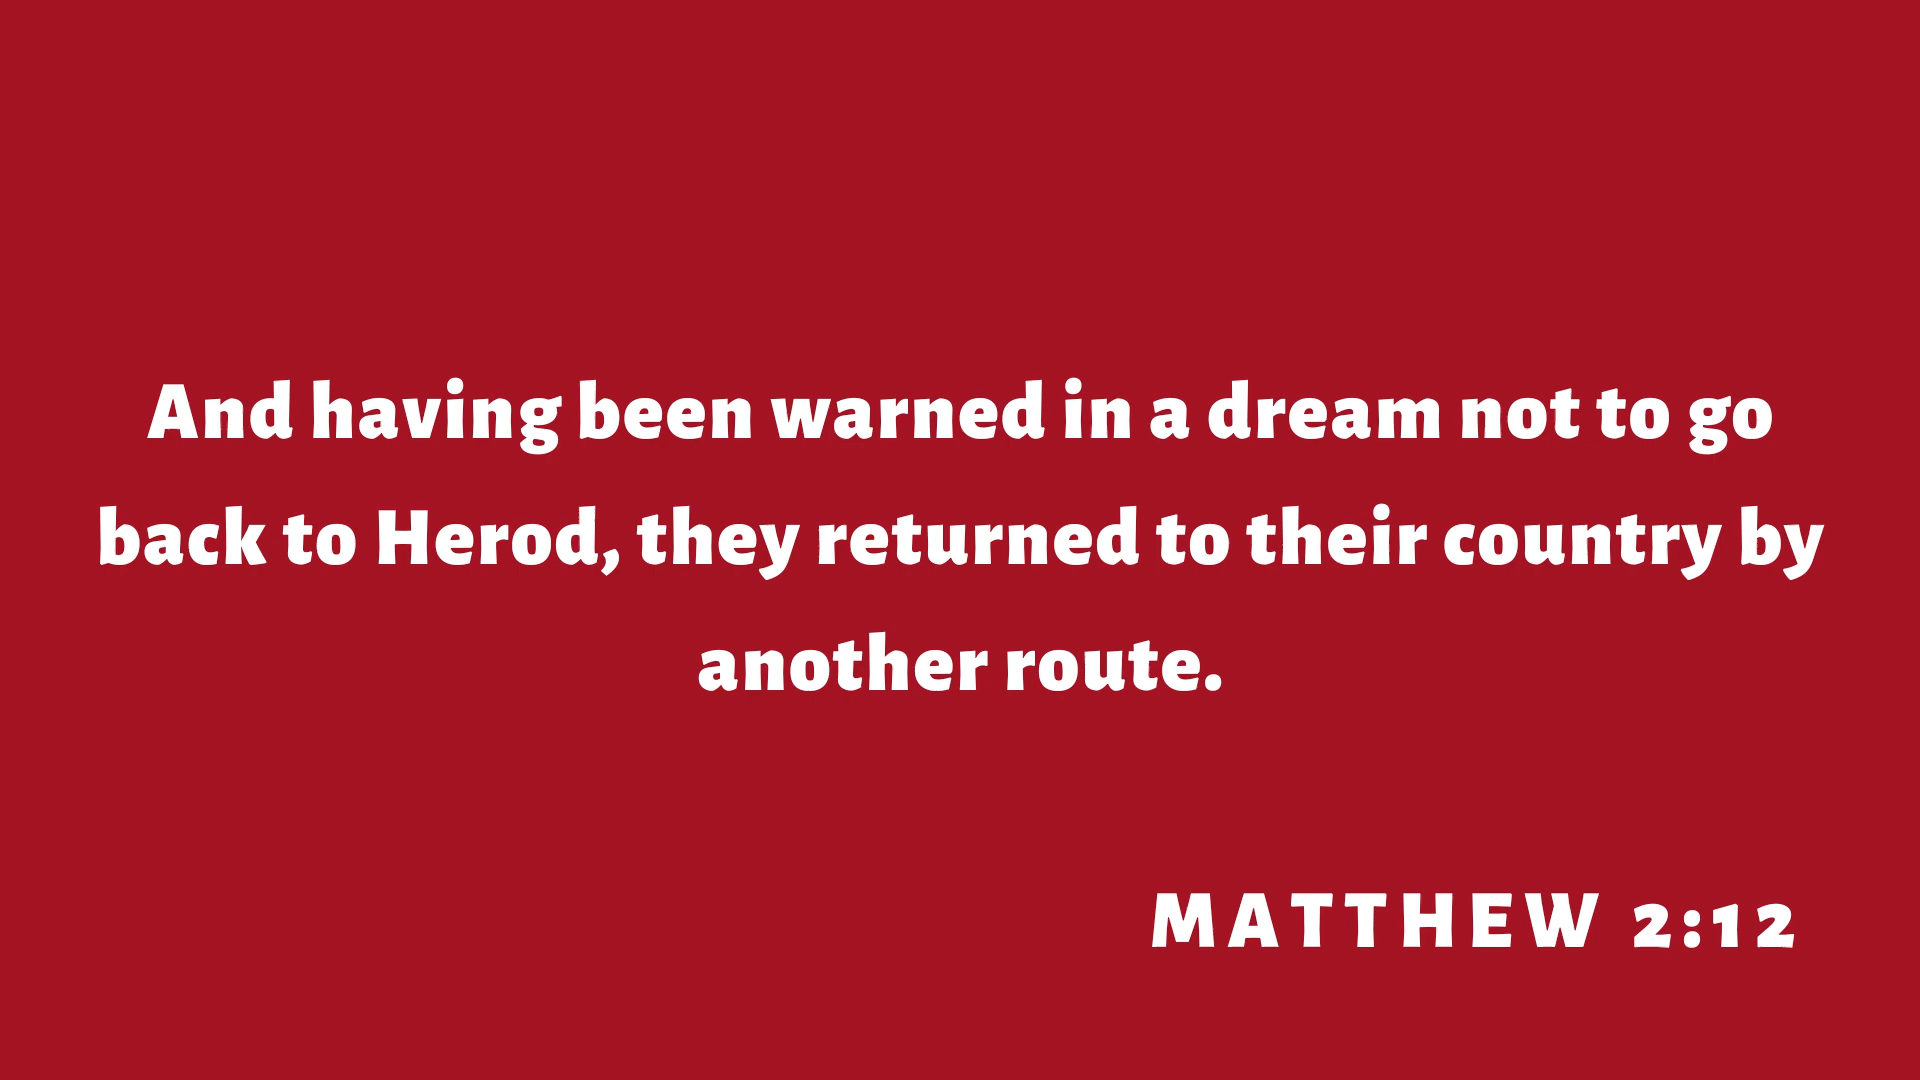 And having been warned in a dream not to go
back to Herod, they returned to their country by
another route.
MATTHEW 2:12